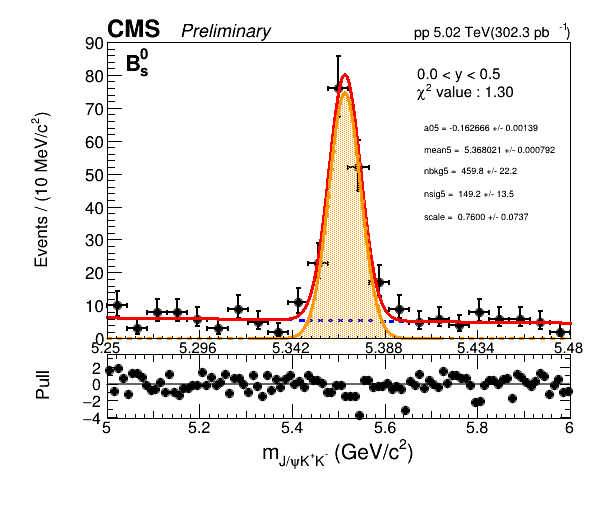 CMS Preliminary pp 5.02 TeV(302.3 pb⁻¹)
B⁰ₛ
0.0 < y < 0.5
χ² value : 1.30
a05 = -0.162666 +/- 0.00139
mean5 = 5.368021 +/- 0.000792
nbkg5 = 459.8 +/- 22.2
nsig5 = 149.2 +/- 13.5
scale = 0.7600 +/- 0.0737
Events / (10 MeV/c²)
90
80
70
60
50
40
30
20
10
0
5.25 5.296 5.342 5.388 5.434 5.48
Pull
2
0
−2
−4
5 5.2 5.4 5.6 5.8 6
m_{J/ψK⁺K⁻} (GeV/c²)